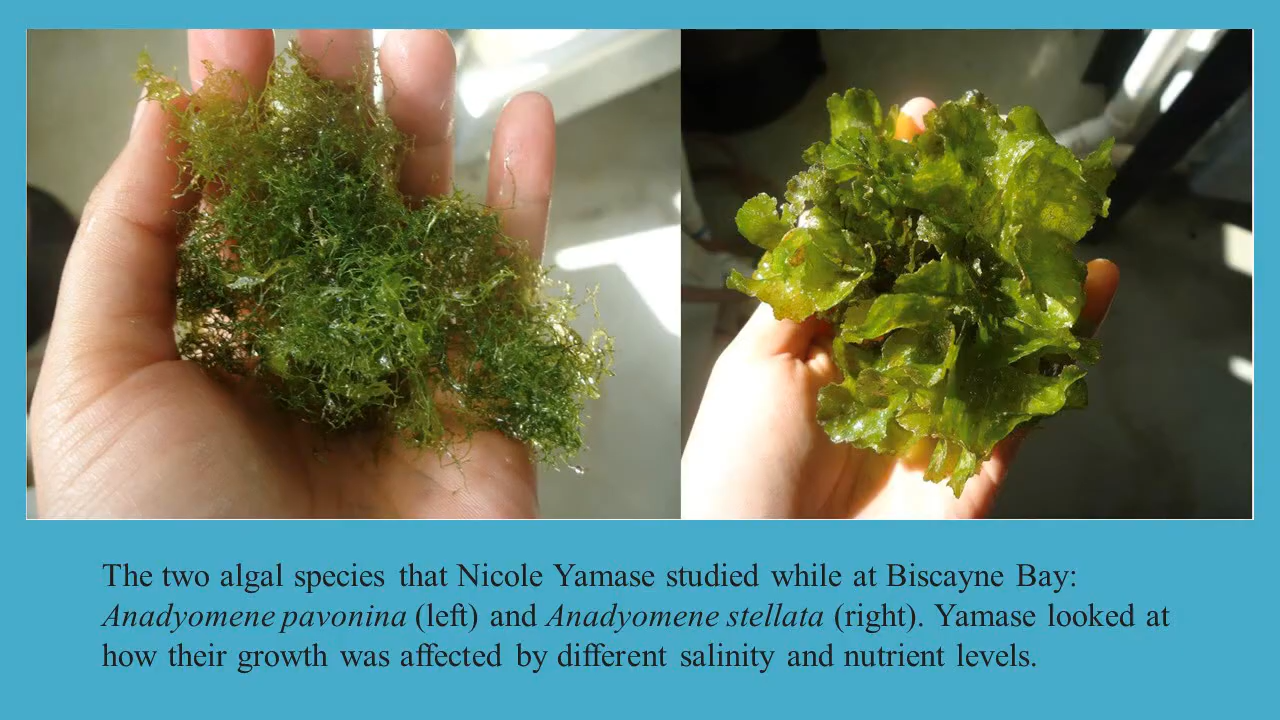 The two algal species that Nicole Yamase studied while at Biscayne Bay:
Anadyomene pavonina (left) and Anadyomene stellata (right). Yamase looked at
how their growth was affected by different salinity and nutrient levels.